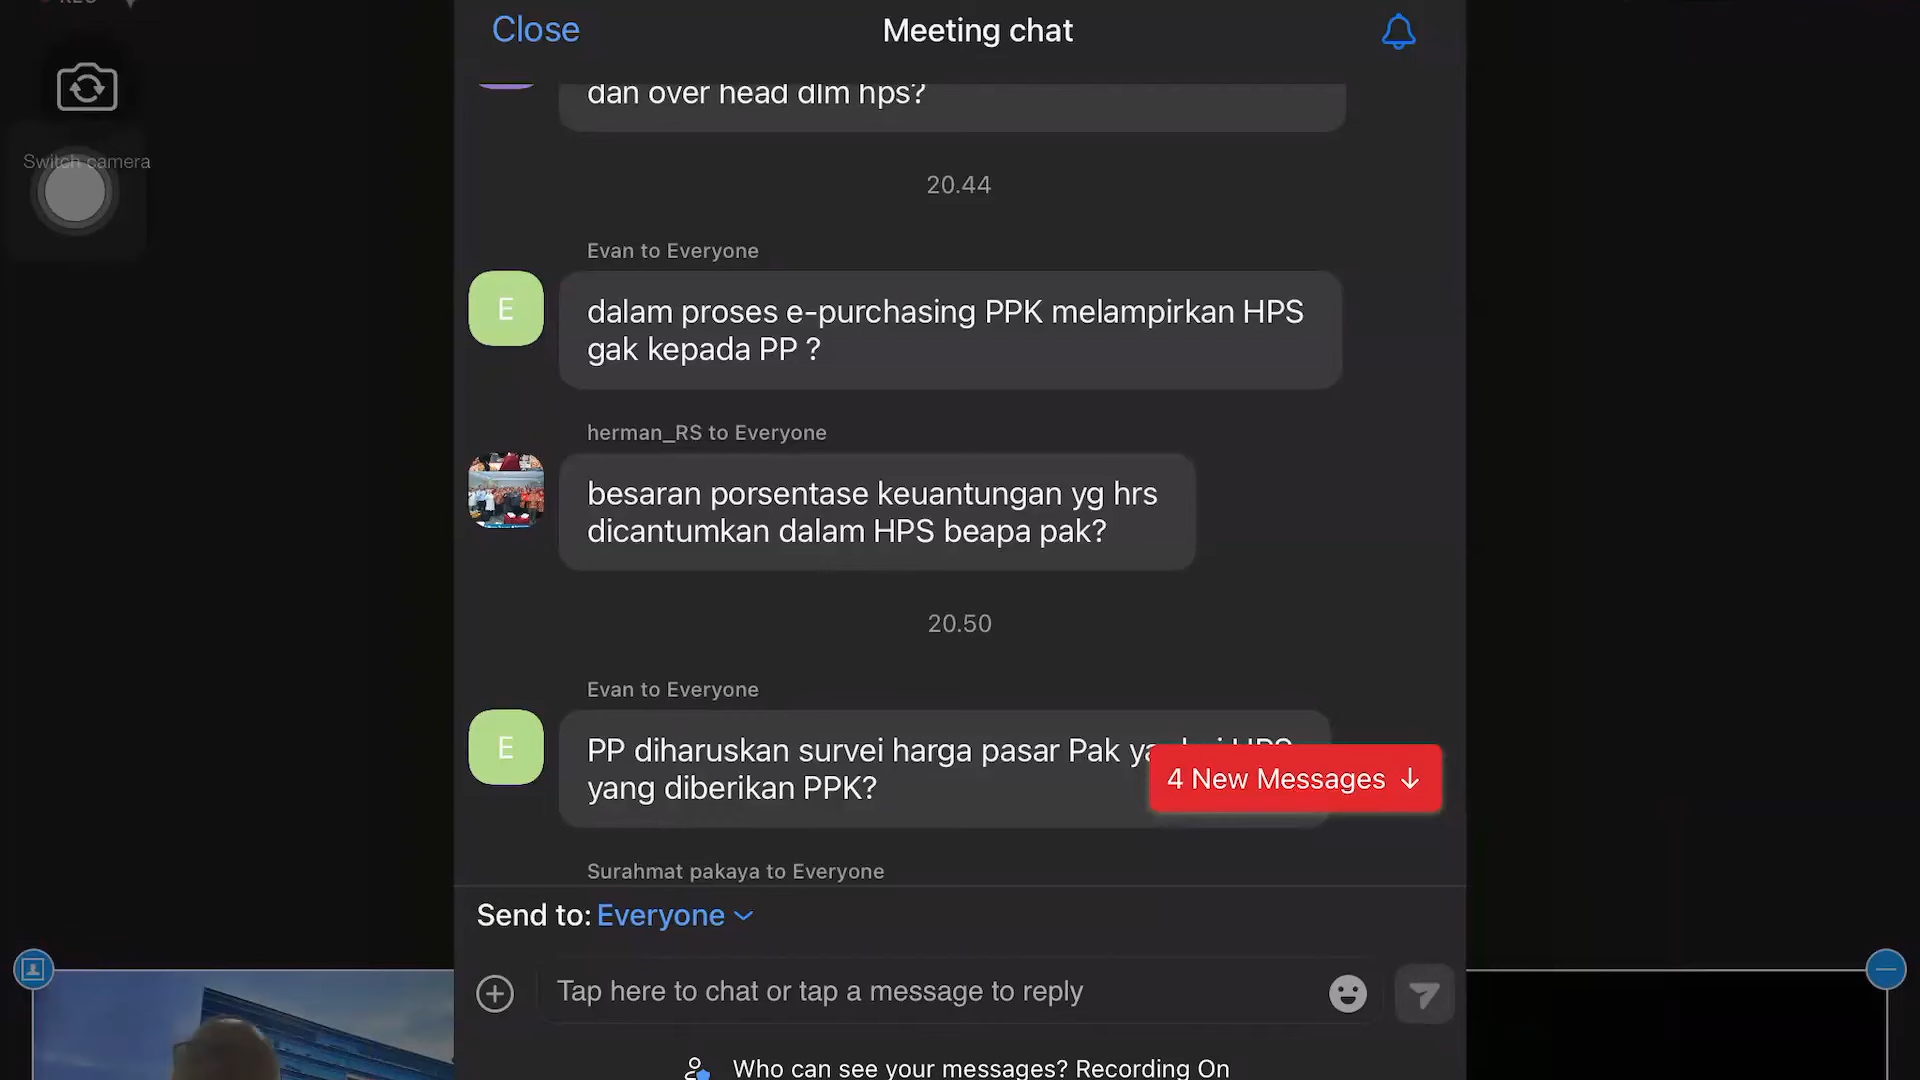 Close
Meeting chat
Switch camera
dan over head dlm hps?
20.44
Evan to Everyone
E
dalam proses e-purchasing PPK melampirkan HPS
gak kepada PP ?
herman_RS to Everyone
besaran porsentase keuantungan yg hrs
dicantumkan dalam HPS beapa pak?
20.50
Evan to Everyone
E
PP diharuskan survei harga pasar Pak
yang diberikan PPK?
4 New Messages ↓
Surahmat pakaya to Everyone
Send to: Everyone
Tap here to chat or tap a message to reply
Who can see your messages? Recording On